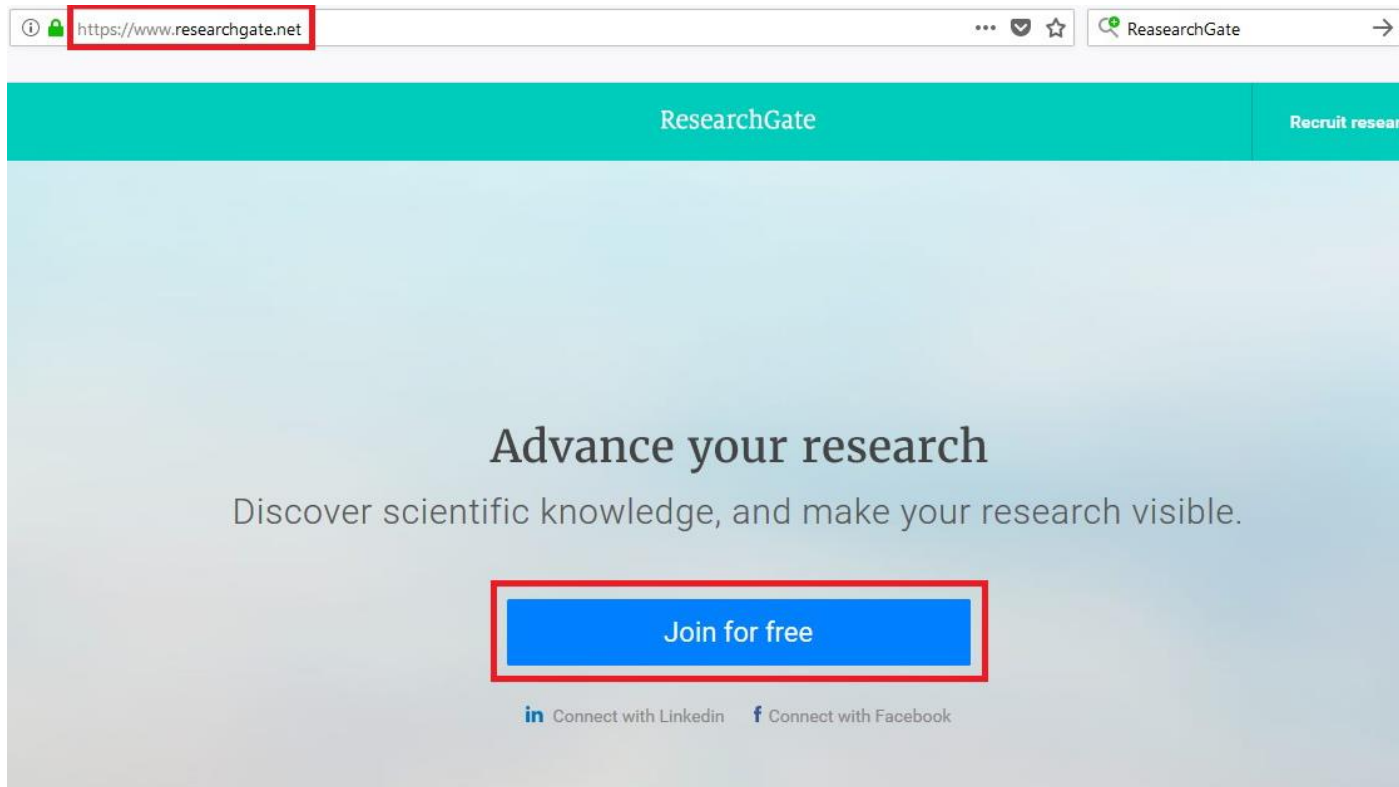 https://www.researchgate.net
ReasearchGate
ResearchGate
Recruit resear
Advance your research
Discover scientific knowledge, and make your research visible.
Join for free
in Connect with Linkedin f Connect with Facebook